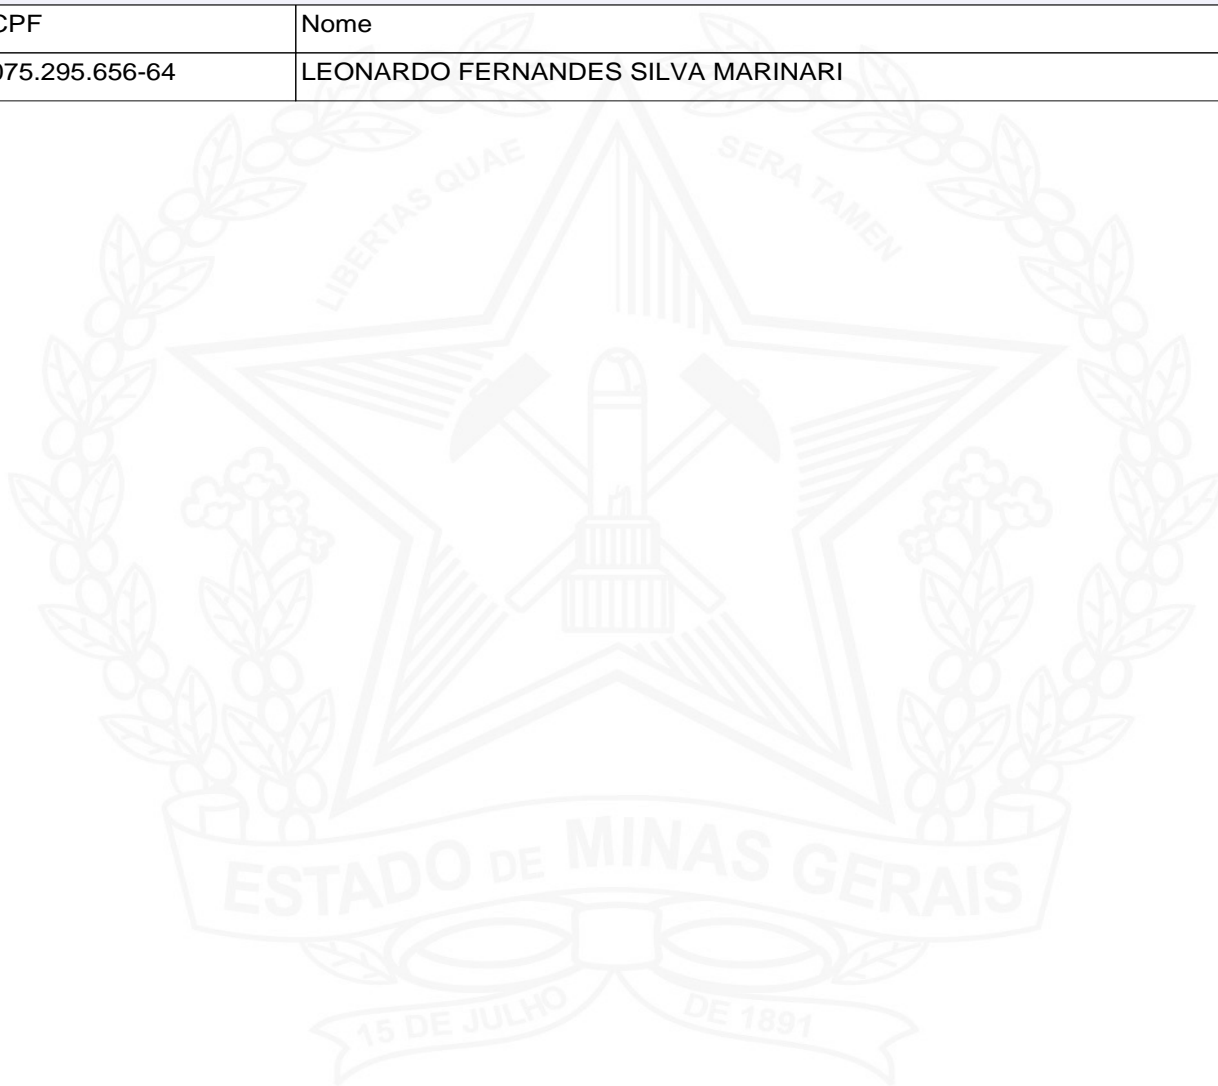 CPF Nome
075.295.656-64 LEONARDO FERNANDES SILVA MARINARI
LIBERTAS QUAE SERA TAMEN
ESTADO DE MINAS GERAIS
15 DE JULHO DE 1891